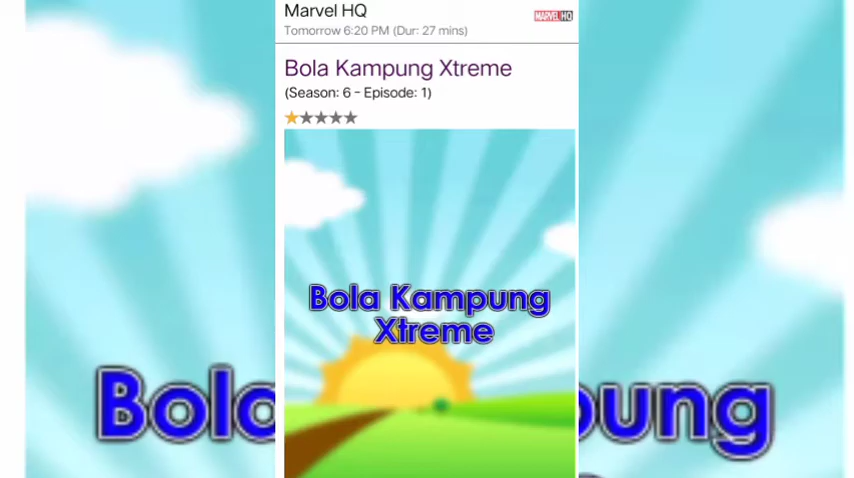 Marvel HQ
MARVEL HQ
Tomorrow 6:20 PM (Dur: 27 mins)
Bola Kampung Xtreme
(Season: 6 - Episode: 1)
Bola Kampung
Xtreme
Bola
pung